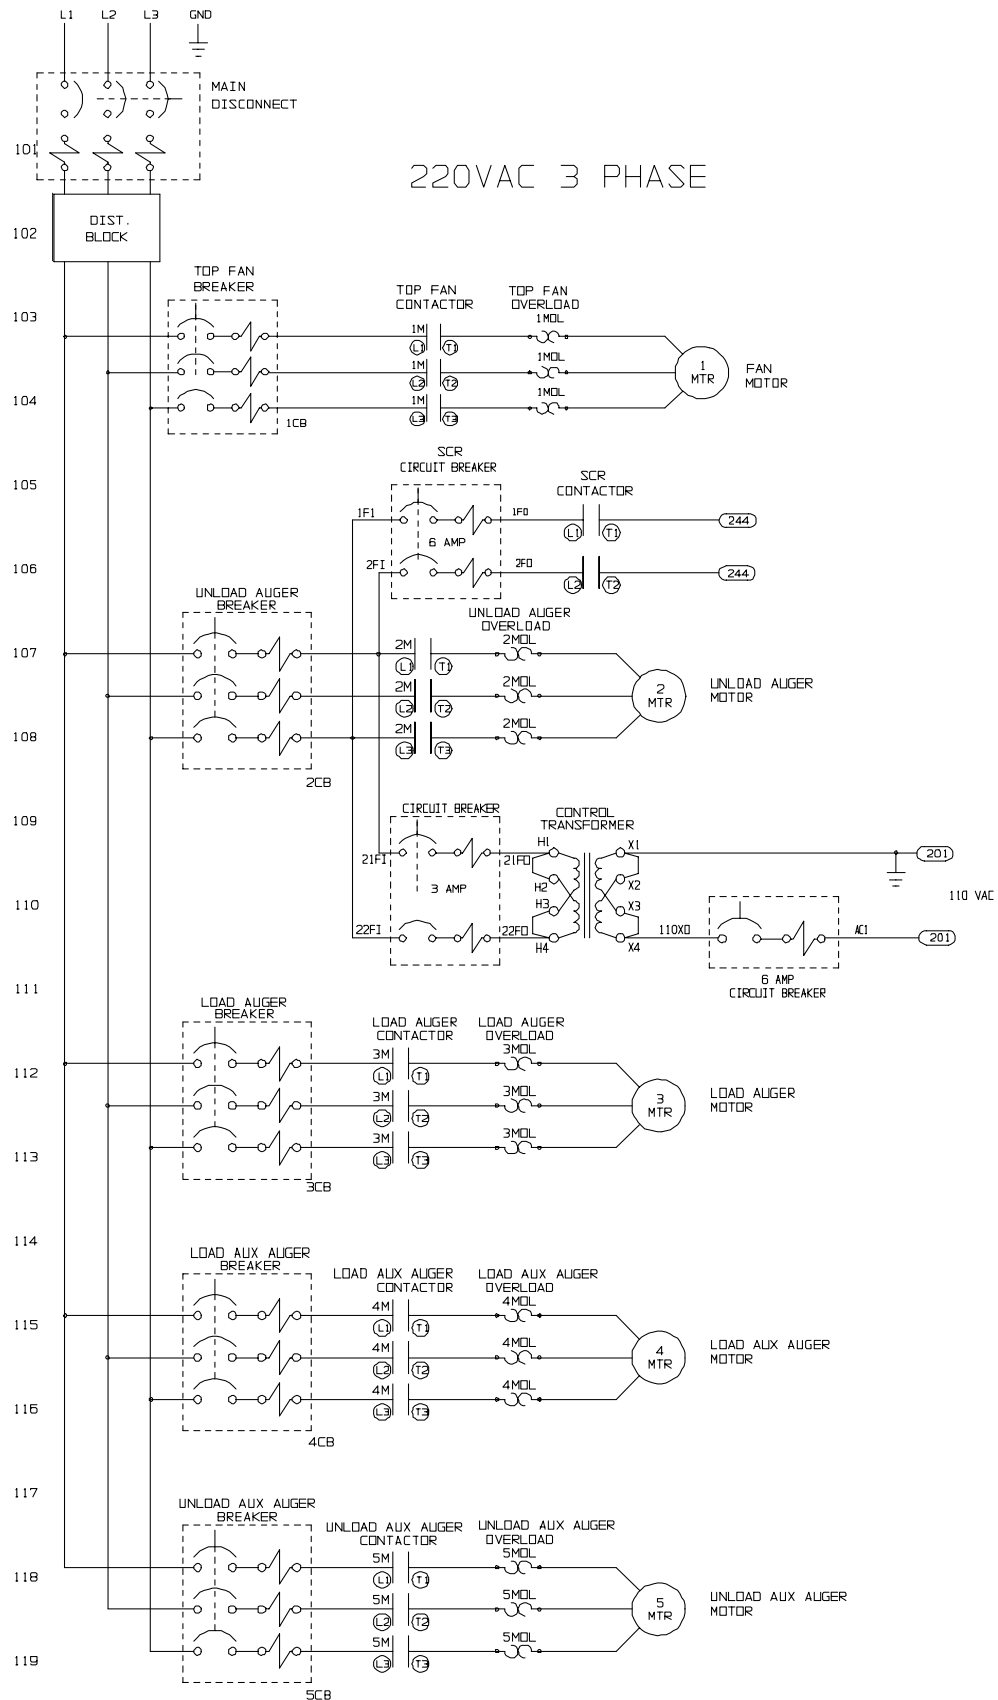 L1 L2 L3 GND
MAIN
DISCONNECT
101
220VAC 3 PHASE
DIST.
BLOCK
102
TOP FAN
BREAKER
TOP FAN
CONTACTOR
TOP FAN
OVERLOAD
103
1M 1MOL
L1 T1
1M 1MOL
L2 T2
1
MTR
FAN
MOTOR
104
1M 1MOL
L3 T3
1CB
SCR
CIRCUIT BREAKER
105
SCR
CONTACTOR
1F1 1FO
L1 T1
244
6 AMP
106
2FI 2FO
L2 T2
244
UNLOAD AUGER
BREAKER
UNLOAD AUGER
OVERLOAD
107
2M 2MOL
L1 T1
2M 2MOL
L2 T2
2
MTR
UNLOAD AUGER
MOTOR
108
2M 2MOL
L3 T3
2CB
109
CIRCUIT BREAKER
CONTROL
TRANSFORMER
21FI 21FO H1 X1
201
3 AMP
H2 X2
110
110 VAC
H3 X3
22FI 22FO H4 X4
110XO AC1 201
6 AMP
CIRCUIT BREAKER
111
LOAD AUGER
BREAKER
LOAD AUGER
CONTACTOR
LOAD AUGER
OVERLOAD
112
3M 3MOL
L1 T1
3M 3MOL
L2 T2
3
MTR
LOAD AUGER
MOTOR
113
3M 3MOL
L3 T3
3CB
114
LOAD AUX AUGER
BREAKER
LOAD AUX AUGER
CONTACTOR
LOAD AUX AUGER
OVERLOAD
115
4M 4MOL
L1 T1
4M 4MOL
L2 T2
4
MTR
LOAD AUX AUGER
MOTOR
116
4M 4MOL
L3 T3
4CB
117
UNLOAD AUX AUGER
BREAKER
UNLOAD AUX AUGER
CONTACTOR
UNLOAD AUX AUGER
OVERLOAD
118
5M 5MOL
L1 T1
5M 5MOL
L2 T2
5
MTR
UNLOAD AUX AUGER
MOTOR
119
5M 5MOL
L3 T3
5CB